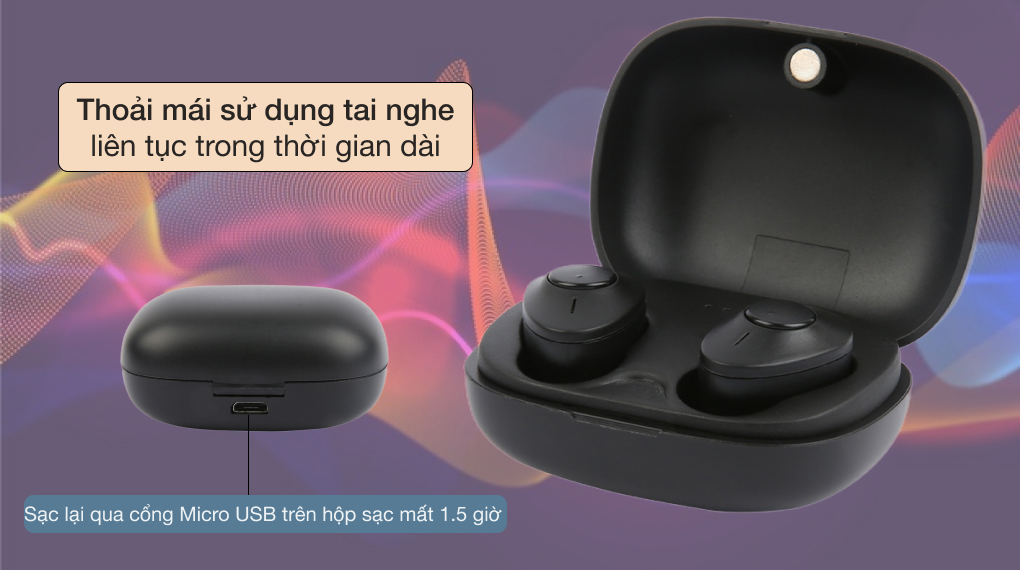 Thoải mái sử dụng tai nghe
liên tục trong thời gian dài
Sạc lại qua cổng Micro USB trên hộp sạc mất 1.5 giờ